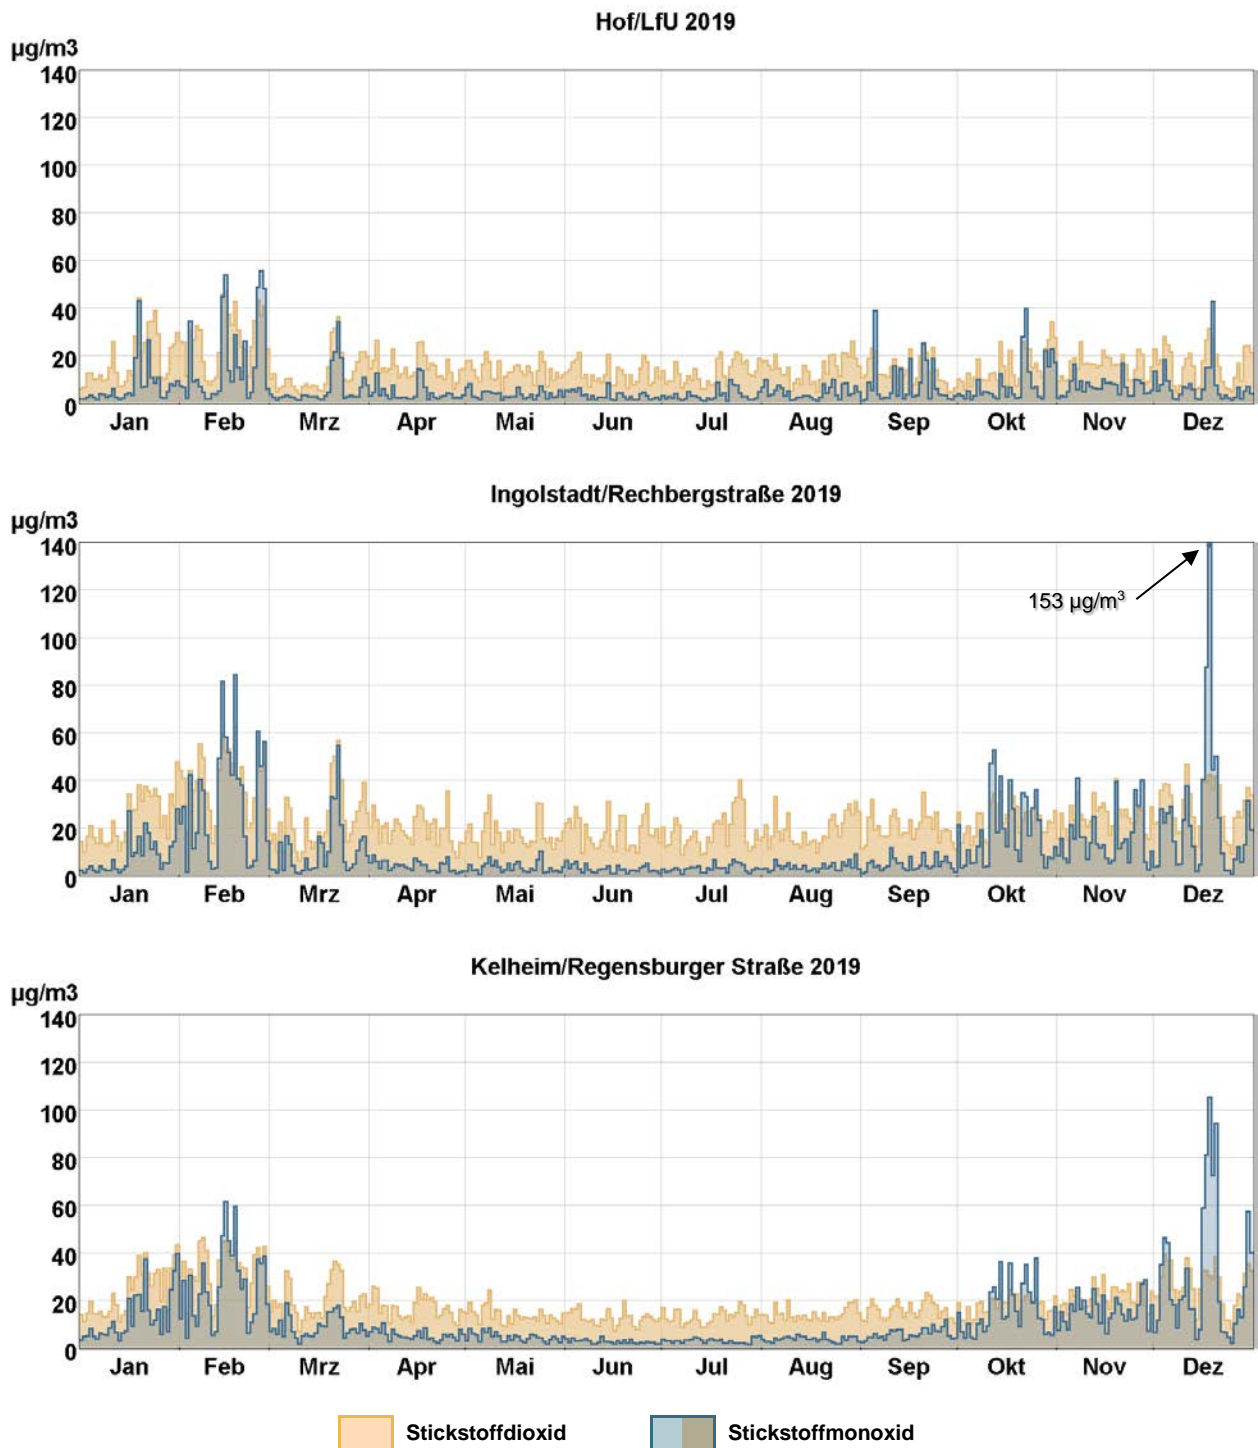 Hof/LfU 2019
µg/m3
140
120
100
80
60
40
20
0
Jan Feb Mrz Apr Mai Jun Jul Aug Sep Okt Nov Dez
Ingolstadt/Rechbergstraße 2019
µg/m3
140
120
100
80
60
40
20
0
153 µg/m³
Jan Feb Mrz Apr Mai Jun Jul Aug Sep Okt Nov Dez
Kelheim/Regensburger Straße 2019
µg/m3
140
120
100
80
60
40
20
0
Jan Feb Mrz Apr Mai Jun Jul Aug Sep Okt Nov Dez
Stickstoffdioxid Stickstoffmonoxid